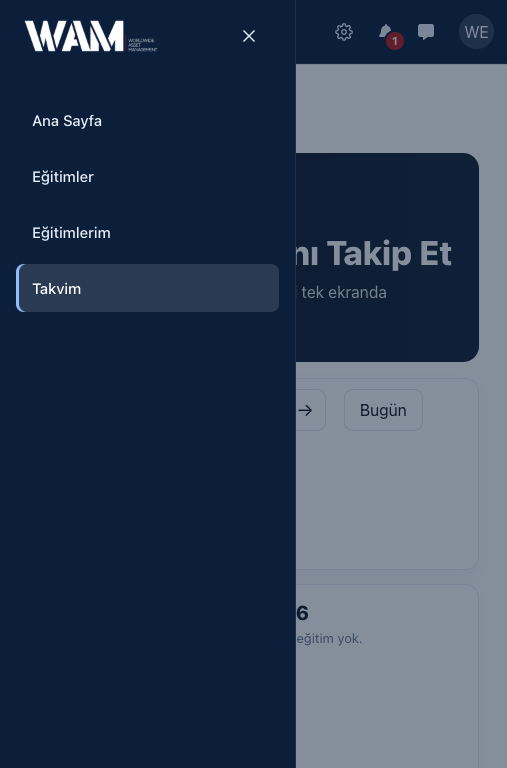 WAM
WORLDWIDE
ASSET
MANAGEMENT
1
WE
Ana Sayfa
Eğitimler
Eğitimlerim
Takvim
nı Takip Et
tek ekranda
→
Bugün
6
eğitim yok.